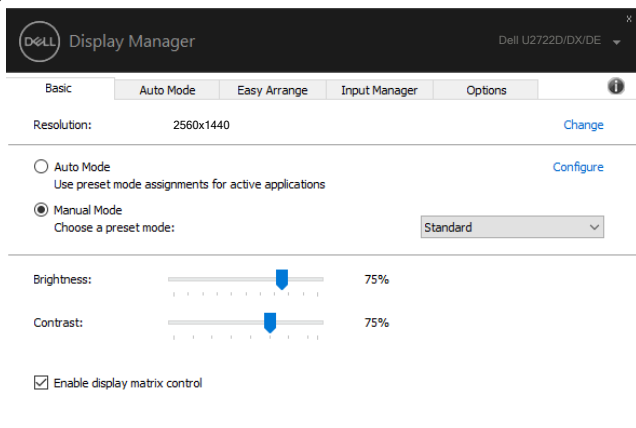 x
DELL Display Manager
Dell U2722D/DX/DE
Basic Auto Mode Easy Arrange Input Manager Options i
Resolution: 2560x1440 Change
Auto Mode Configure
Use preset mode assignments for active applications
Manual Mode
Choose a preset mode: Standard
Brightness: 75%
Contrast: 75%
Enable display matrix control